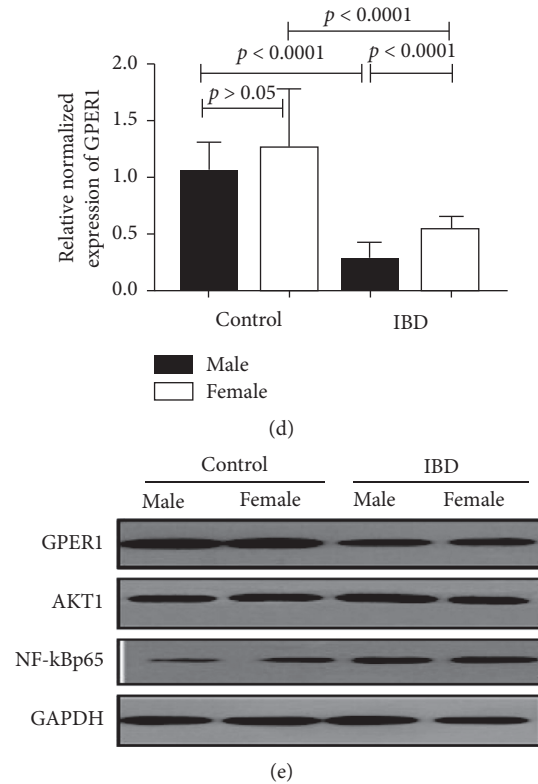 p < 0.0001
p < 0.0001
p < 0.0001
p > 0.05
Relative normalized
expression of GPER1
2.0
1.5
1.0
0.5
0.0
Control
IBD
Male
Female
(d)
Control
IBD
Male
Female
Male
Female
GPER1
AKT1
NF-kBp65
GAPDH
(e)